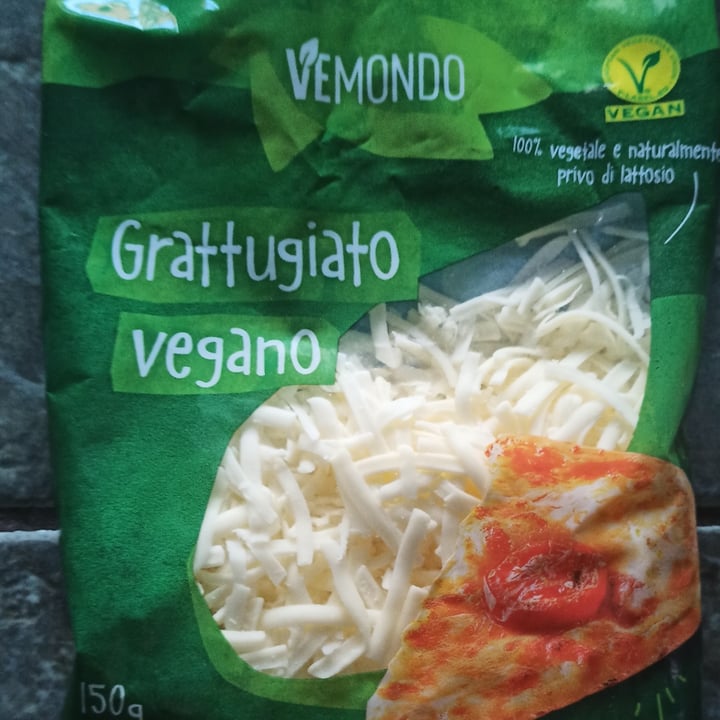 VEMONDO
VEGAN
100% vegetale e naturalmente
privo di lattosio
Grattugiato
vegano
150g